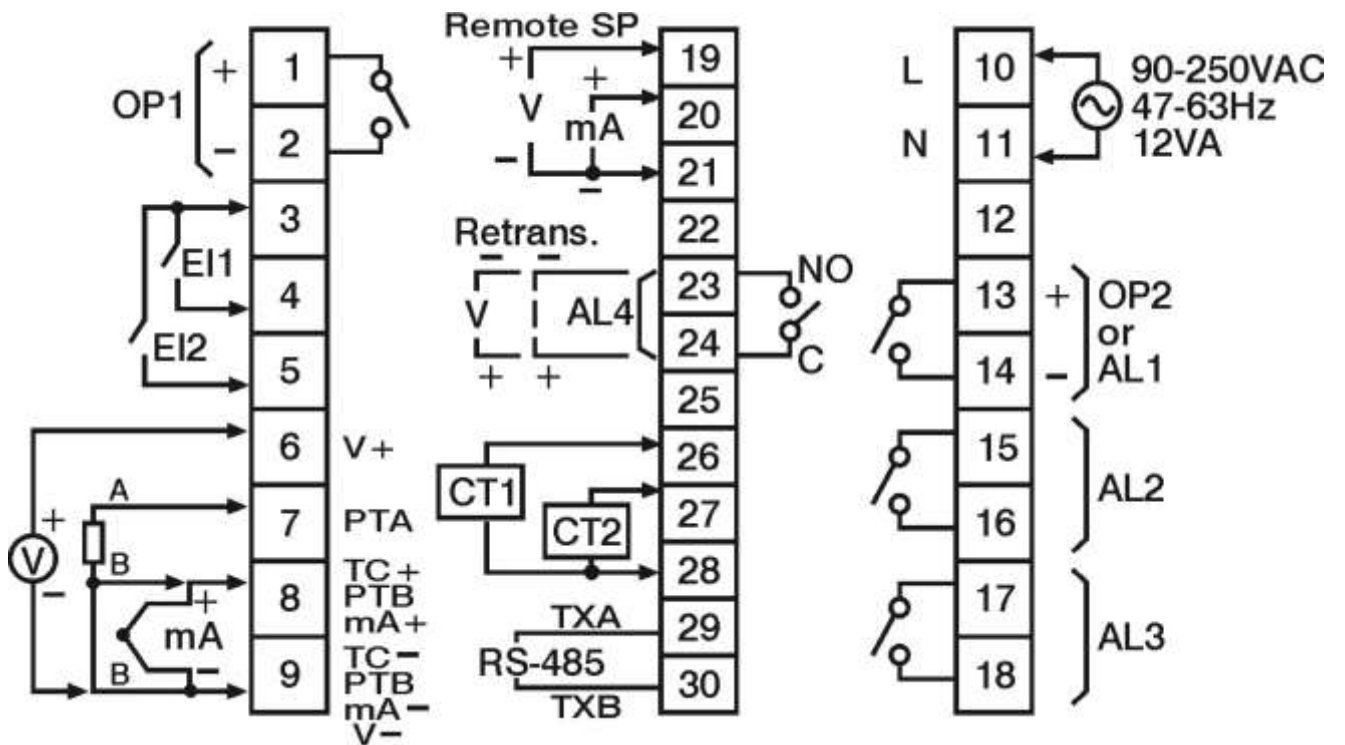 OP1
+
−
1
2
3
4
5
6
7
8
9
EI1
EI2
V+
A
PTA
+
V
−
B
TC+
PTB
mA+
+
mA
−
B
TC−
PTB
mA−
V−
Remote SP
+
V
−
+
mA
−
19
20
21
22
23
24
25
26
27
28
29
30
Retrans.
−
−
V
+
+
AL4
NO
C
CT1
CT2
TXA
RS-485
TXB
L
N
10
11
12
13
14
15
16
17
18
90-250VAC
47-63Hz
12VA
+
−
OP2
or
AL1
AL2
AL3